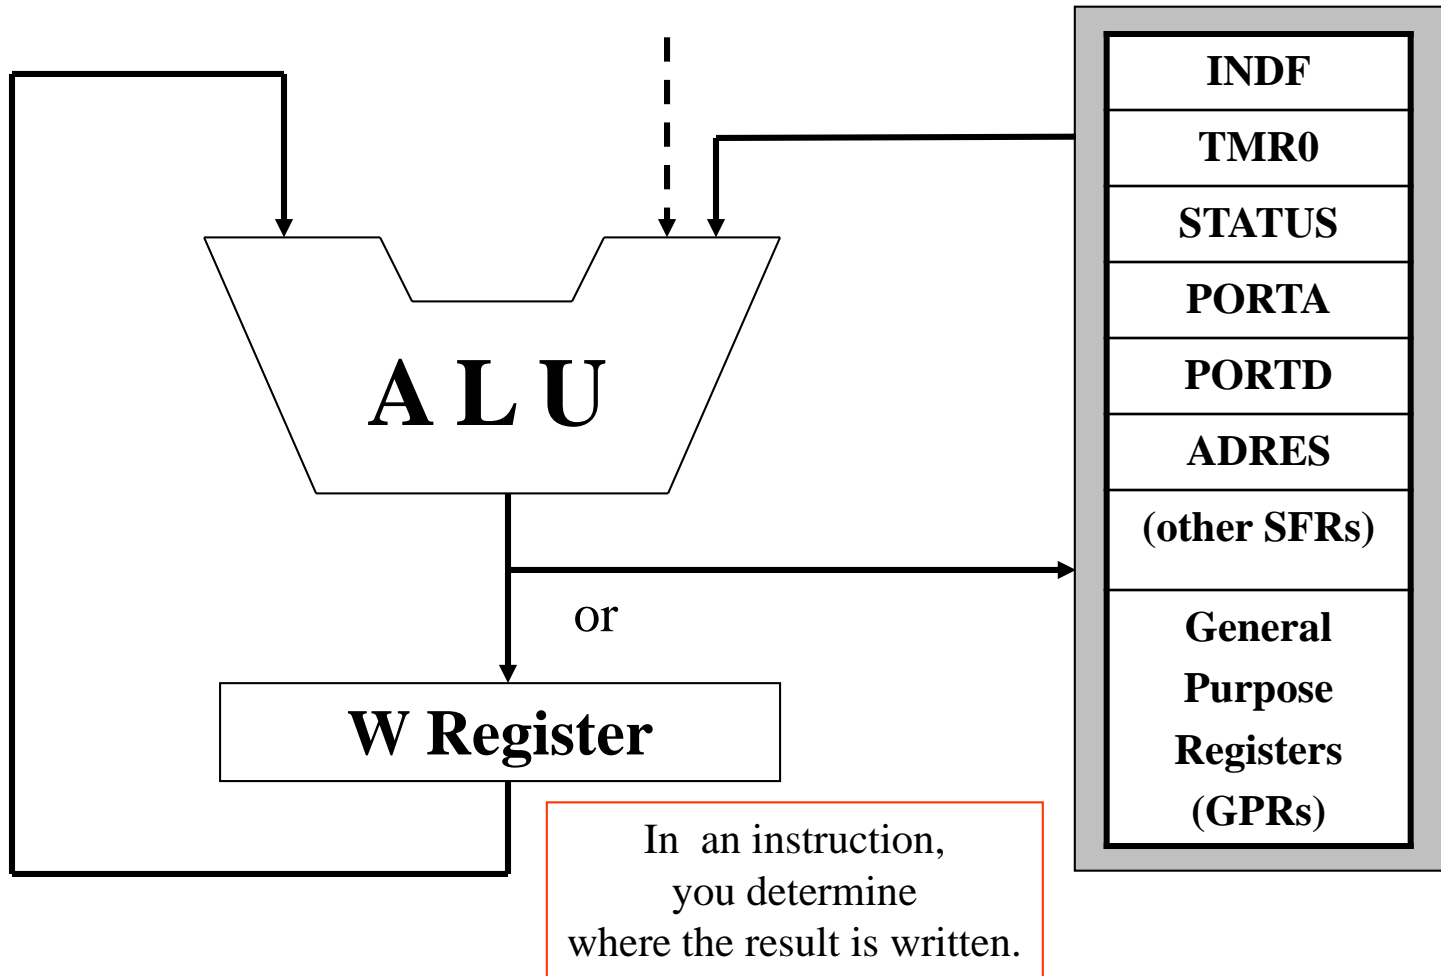 INDF
TMR0
STATUS
PORTA
PORTD
ADRES
(other SFRs)
General
Purpose
Registers
(GPRs)
A L U
or
W Register
In an instruction,
you determine
where the result is written.